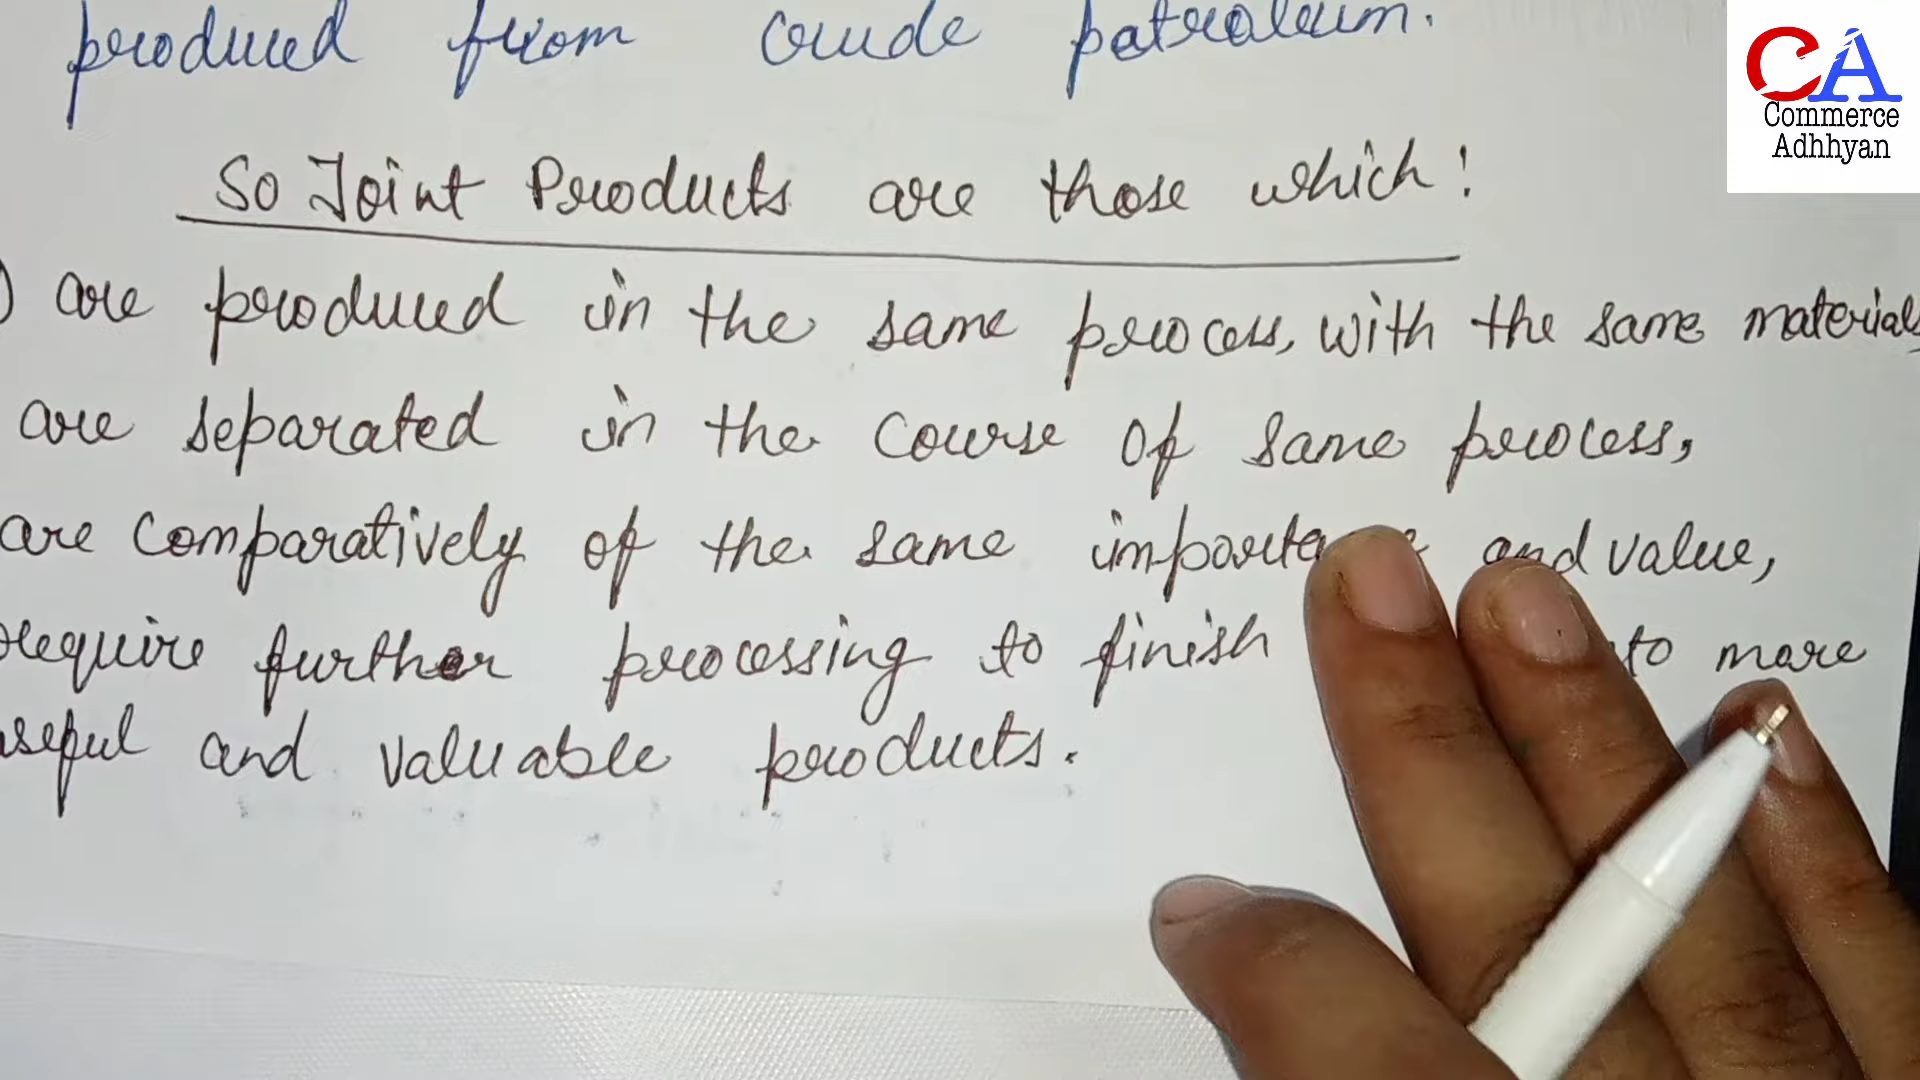 produced from crude patroleum.
CA
Commerce
Adhhyan
So Joint Products are those which:
) are produced in the same process, with the same materials
are separated in the course of same process,
are comparatively of the same and value,
require further processing to finish to more
and valuable products.